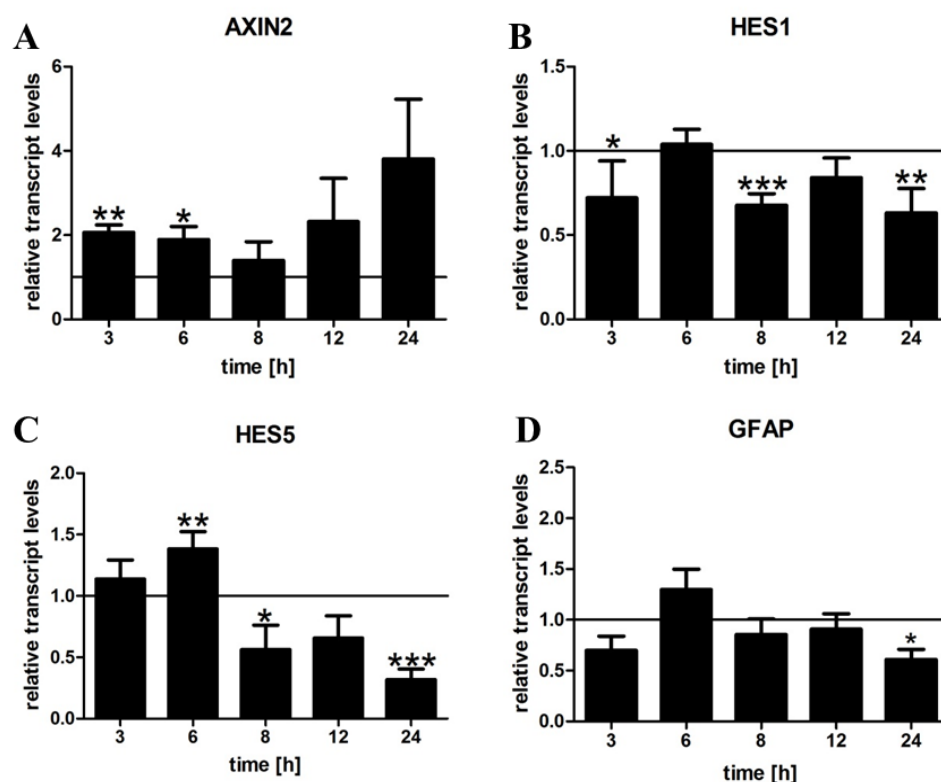 A
AXIN2
relative transcript levels
6
4
2
0
**
*
3 6 8 12 24
time [h]
B
HES1
relative transcript levels
1.5
1.0
0.5
0.0
*
***
**
3 6 8 12 24
time [h]
C
HES5
relative transcript levels
2.0
1.5
1.0
0.5
0.0
**
*
***
3 6 8 12 24
time [h]
D
GFAP
relative transcript levels
2.5
2.0
1.5
1.0
0.5
0.0
*
3 6 8 12 24
time [h]